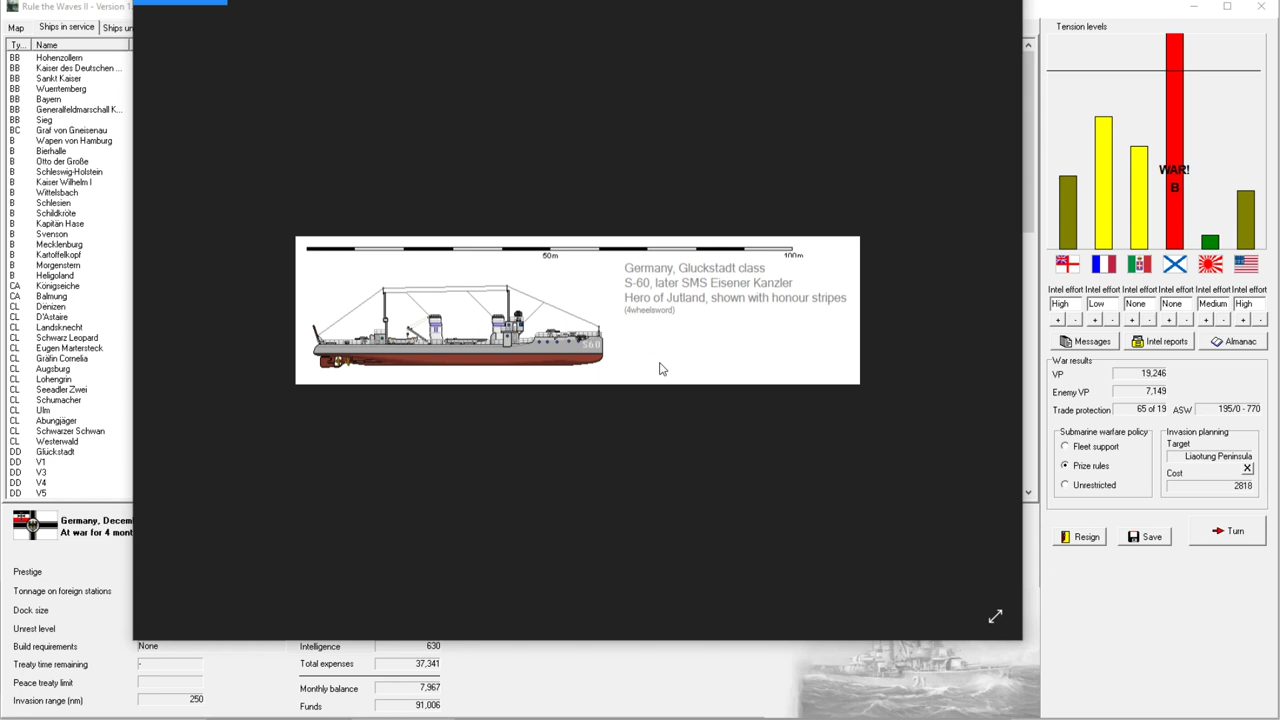 Rule the Waves II - Version 1.
Map
Ships in service
Ships un
Ty...
Name
BB Hohenzollern
BB Kaiser des Deutschen ...
BB Sankt Kaiser
BB Wuerttemberg
BB Bayern
BB Generalfeldmarschall K...
BB Sieg
BC Graf von Gneisenau
B Wapen von Hamburg
B Bierhalle
B Otto der Große
B Schleswig-Holstein
B Kaiser Wilhelm I
B Wittelsbach
B Schlesien
B Schildkröte
B Kapitän Hase
B Svenson
B Mecklenburg
B Kartoffelkopf
B Morgenstern
B Heligoland
CA Königseiche
CA Balmung
CL Denizen
CL D'Astaire
CL Landsknecht
CL Schwarz Leopard
CL Eugen Martersteck
CL Gräfin Cornelia
CL Augsburg
CL Lohengrin
CL Seeadler Zwei
CL Schumacher
CL Ulm
CL Abungjäger
CL Schwarzer Schwan
CL Westerwald
DD Glückstadt
DD V1
DD V3
DD V4
DD V5
Germany, Decem
At war for 4 mont
Prestige
Tonnage on foreign stations
Dock size
Unrest level
Build requirements None
Treaty time remaining -
Peace treaty limit
Invasion range (nm) 250
Intelligence 630
Total expenses 37,341
Monthly balance 7,967
Funds 91,006
50m
100m
Germany, Gluckstadt class
S-60, later SMS Eisener Kanzler
Hero of Jutland, shown with honour stripes
(4wheelsword)
S60
Tension levels
WAR!
B
Intel effort Intel effort Intel effort Intel effort Intel effort Intel effort
High Low None None Medium High
+ - + - + - + - + - + -
Messages
Intel reports
Almanac
War results
VP 19,246
Enemy VP 7,149
Trade protection 65 of 19 ASW 195/0 - 770
Submarine warfare policy
Fleet support
Prize rules
Unrestricted
Invasion planning
Target
Liaotung Peninsula
Cost
X
2818
Resign
Save
Turn